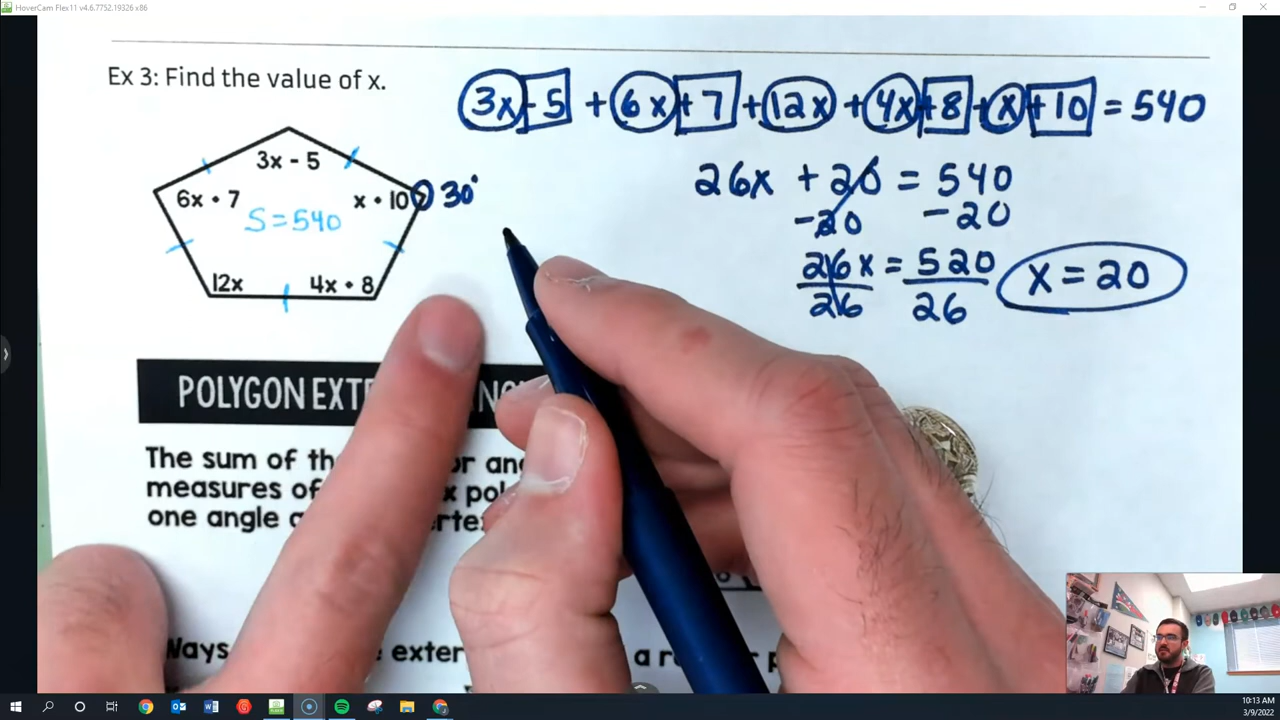 HoverCam Flex11 v4.6.7752.19326 x86
Ex 3: Find the value of x.
3x - 5 + 6x + 7 + 12x + 4x + 8 + x + 10 = 540
3x - 5
6x + 7
x + 10
30°
S = 540
12x
4x + 8
26x + 20 = 540
-20 -20
26x = 520
26 26
x = 20
POLYGON
The sum of
measures of
one angle
Ways
10:13 AM
3/9/2022